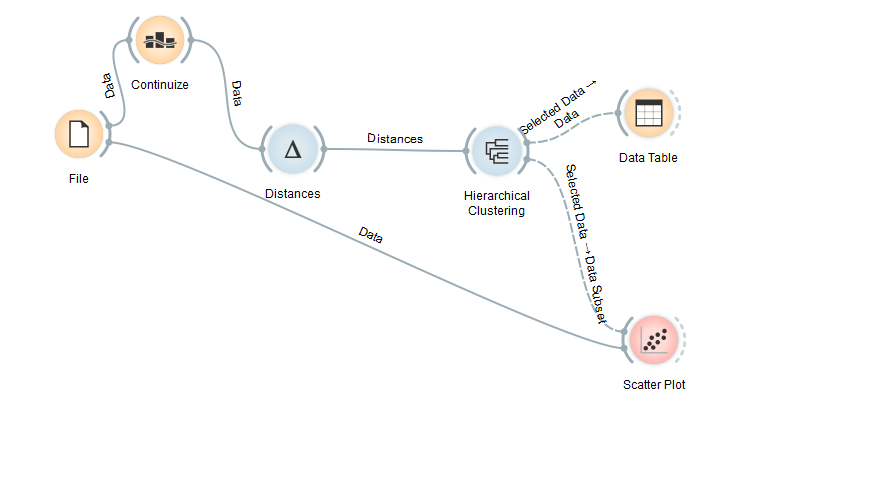 Continuize
Data
Data
File
Distances
Distances
Hierarchical
Clustering
Selected Data →
Data
Data Table
Selected Data → Data Subset
Data
Scatter Plot